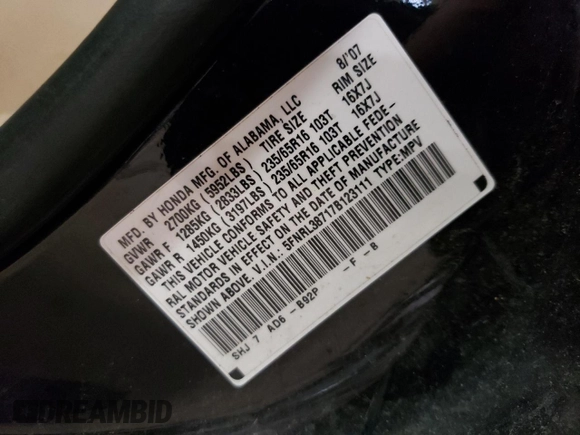 MFD. BY HONDA MFG. OF ALABAMA, LLC 8/'07
GVWR 2700KG (5952LBS) TIRE SIZE RIM SIZE
GAWR F 1285KG (2833LBS) 235/65R16 103T 16X7J
GAWR R 1450KG (3197LBS) 235/65R16 103T 16X7J
THIS VEHICLE CONFORMS TO ALL APPLICABLE FEDE-
RAL MOTOR VEHICLE SAFETY AND THEFT PREVENTION
STANDARDS IN EFFECT ON THE DATE OF MANUFACTURE
SHOWN ABOVE. V.I.N.: 5FNRL38717B123111 TYPE:MPV
SHJ 7 AD6 - B92P - F - B
DREAMBID